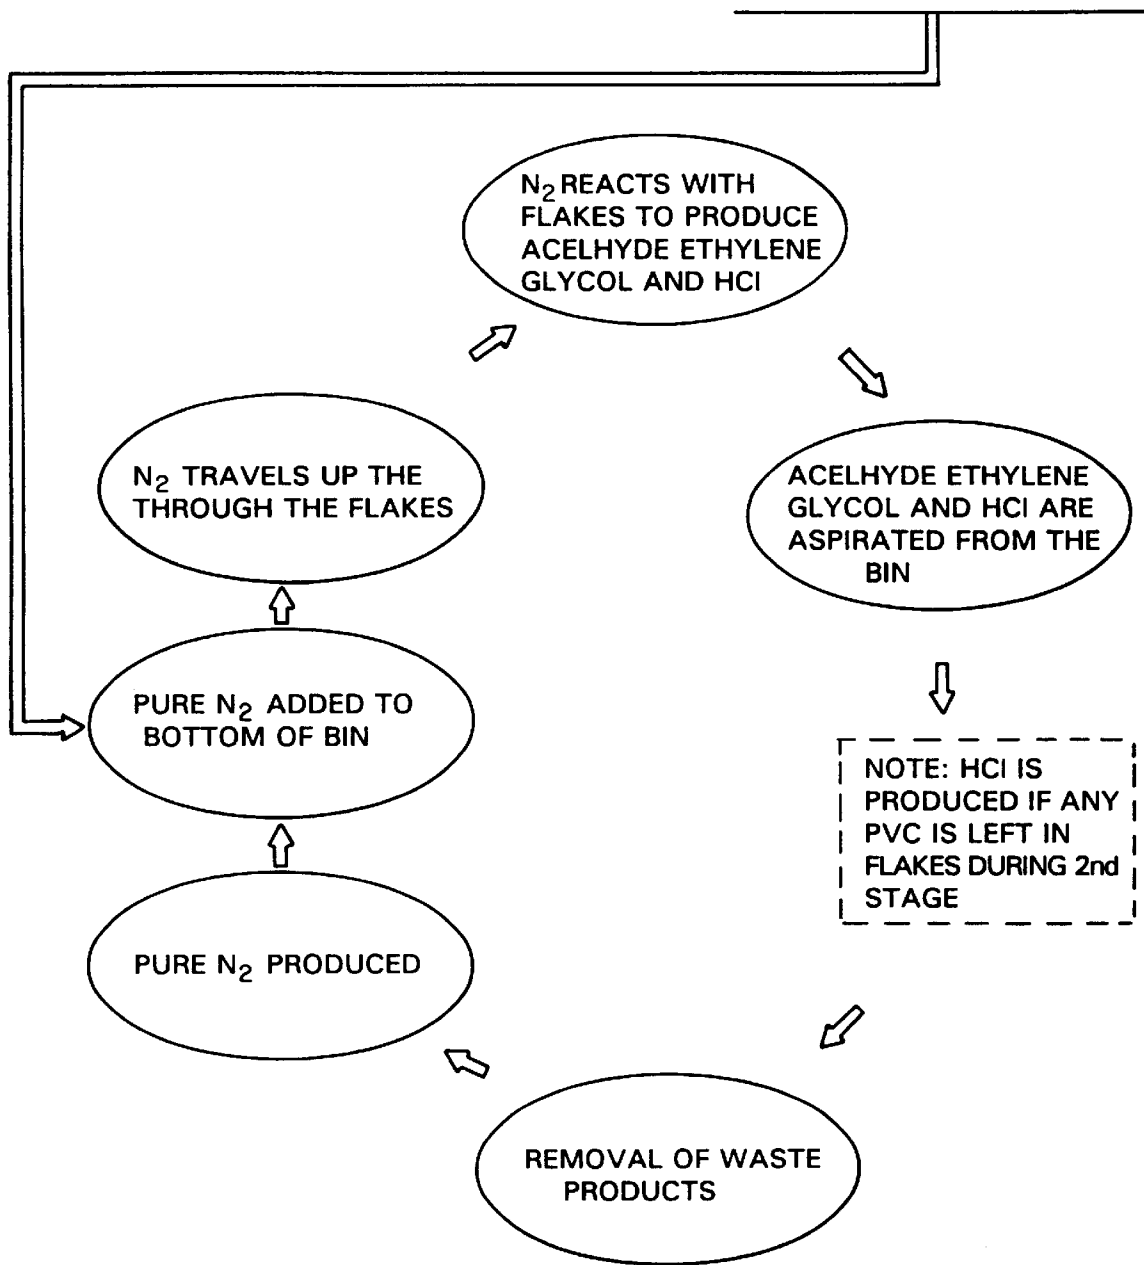 N₂ REACTS WITH
FLAKES TO PRODUCE
ACELHYDE ETHYLENE
GLYCOL AND HCl
N₂ TRAVELS UP THE
THROUGH THE FLAKES
ACELHYDE ETHYLENE
GLYCOL AND HCl ARE
ASPIRATED FROM THE
BIN
PURE N₂ ADDED TO
BOTTOM OF BIN
NOTE: HCl IS
PRODUCED IF ANY
PVC IS LEFT IN
FLAKES DURING 2nd
STAGE
PURE N₂ PRODUCED
REMOVAL OF WASTE
PRODUCTS